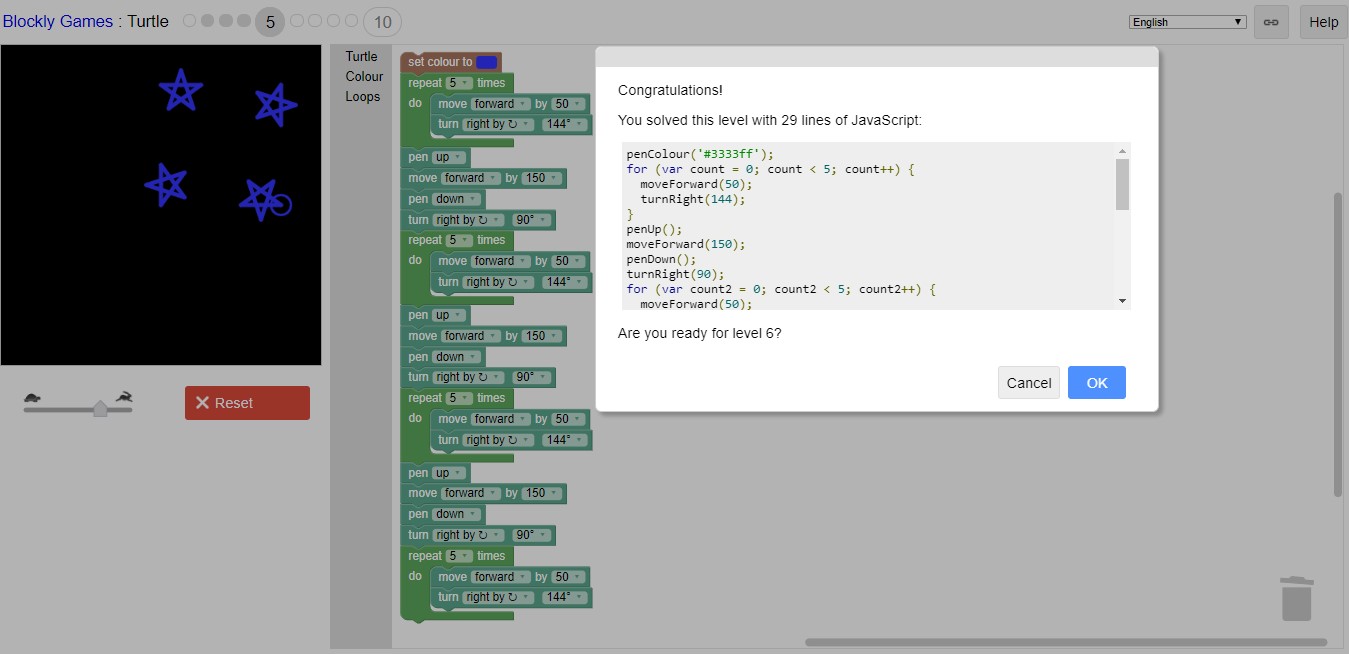 Blockly Games : Turtle 5 10 English Help
Turtle
Colour
Loops
Reset
set colour to
repeat 5 times
do move forward by 50
turn right by ↻ 144°
pen up
move forward by 150
pen down
turn right by ↻ 90°
repeat 5 times
do move forward by 50
turn right by ↻ 144°
pen up
move forward by 150
pen down
turn right by ↻ 90°
repeat 5 times
do move forward by 50
turn right by ↻ 144°
pen up
move forward by 150
pen down
turn right by ↻ 90°
repeat 5 times
do move forward by 50
turn right by ↻ 144°
Congratulations!
You solved this level with 29 lines of JavaScript:
penColour('#3333ff');
for (var count = 0; count < 5; count++) {
moveForward(50);
turnRight(144);
}
penUp();
moveForward(150);
penDown();
turnRight(90);
for (var count2 = 0; count2 < 5; count2++) {
moveForward(50);
Are you ready for level 6?
Cancel OK